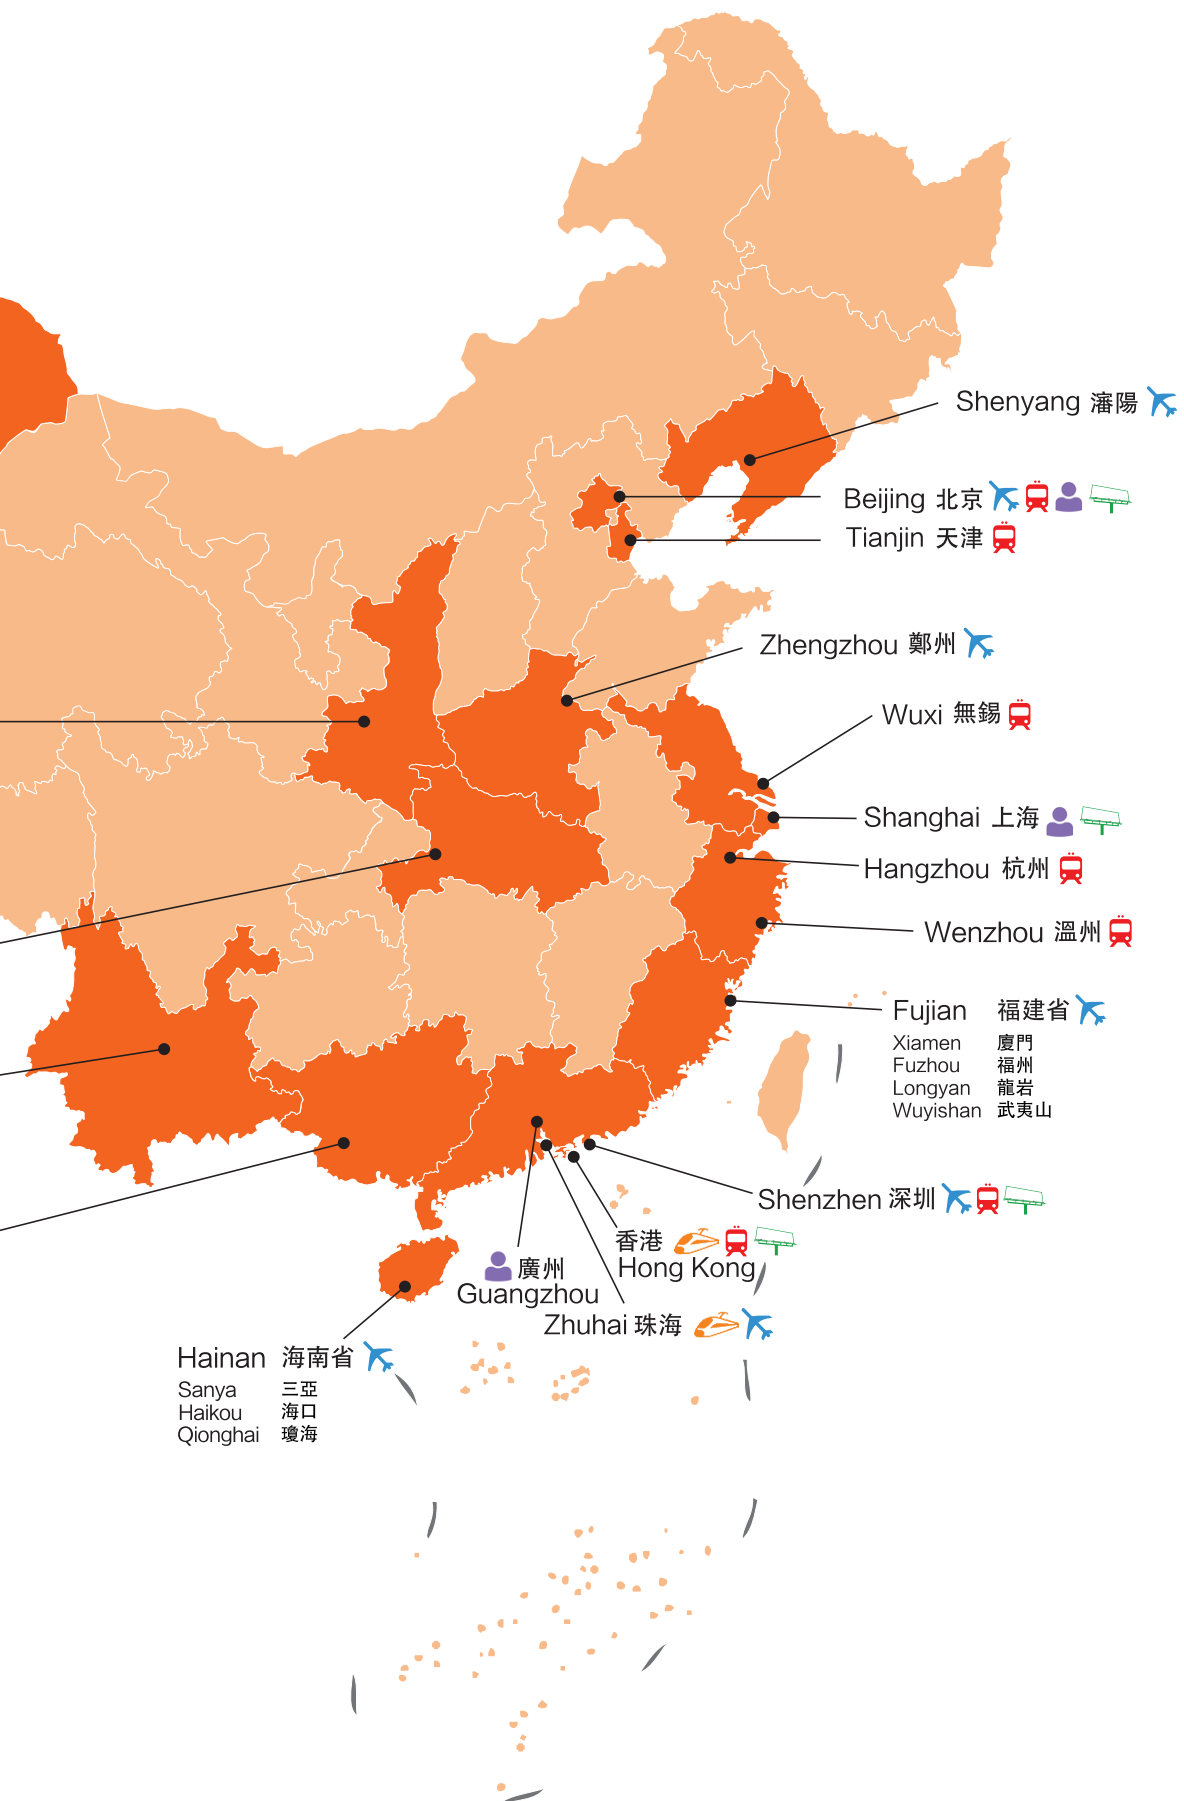 Shenyang 瀋陽
Beijing 北京
Tianjin 天津
Zhengzhou 鄭州
Wuxi 無錫
Shanghai 上海
Hangzhou 杭州
Wenzhou 溫州
Fujian 福建省
Xiamen 廈門
Fuzhou 福州
Longyan 龍岩
Wuyishan 武夷山
Shenzhen 深圳
香港
Hong Kong
廣州
Guangzhou
Zhuhai 珠海
Hainan 海南省
Sanya 三亞
Haikou 海口
Qionghai 瓊海